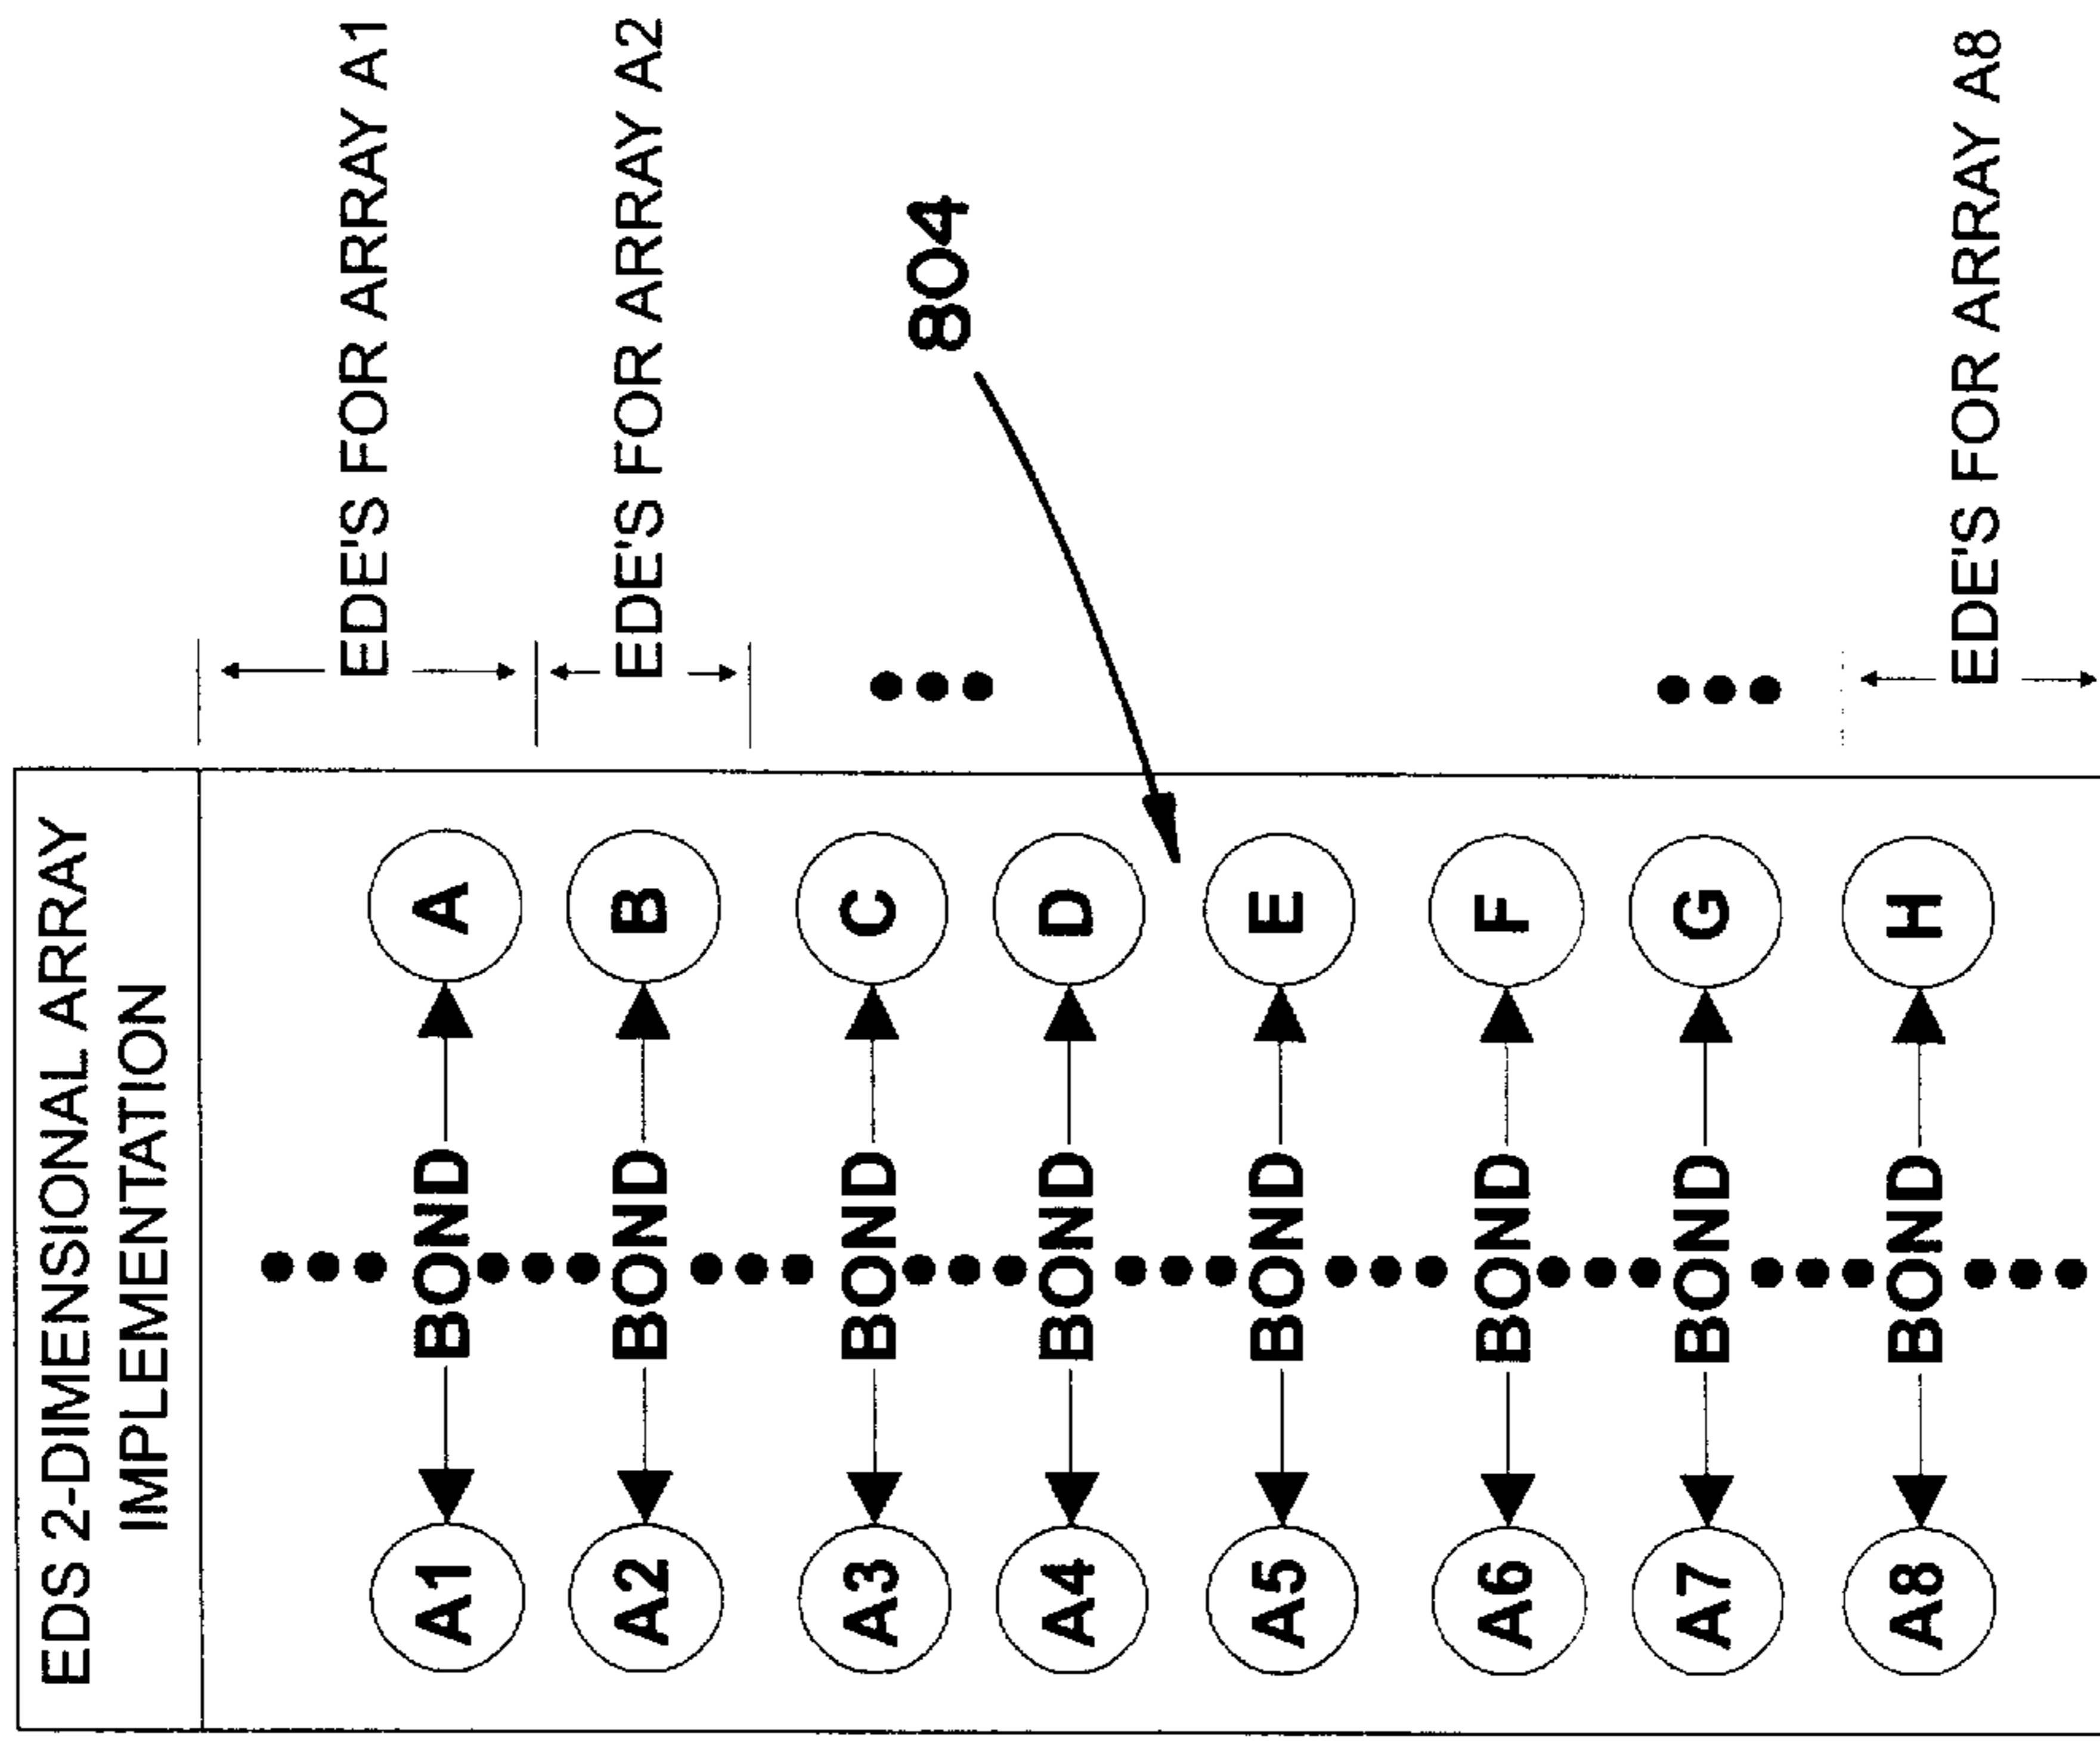 EDS 2-DIMENSIONAL ARRAY
IMPLEMENTATION
EDE'S FOR ARRAY A1
A1 BOND A
A2 BOND B
EDE'S FOR ARRAY A2
A3 BOND C
804
A4 BOND D
A5 BOND E
A6 BOND F
A7 BOND G
A8 BOND H
EDE'S FOR ARRAY A8